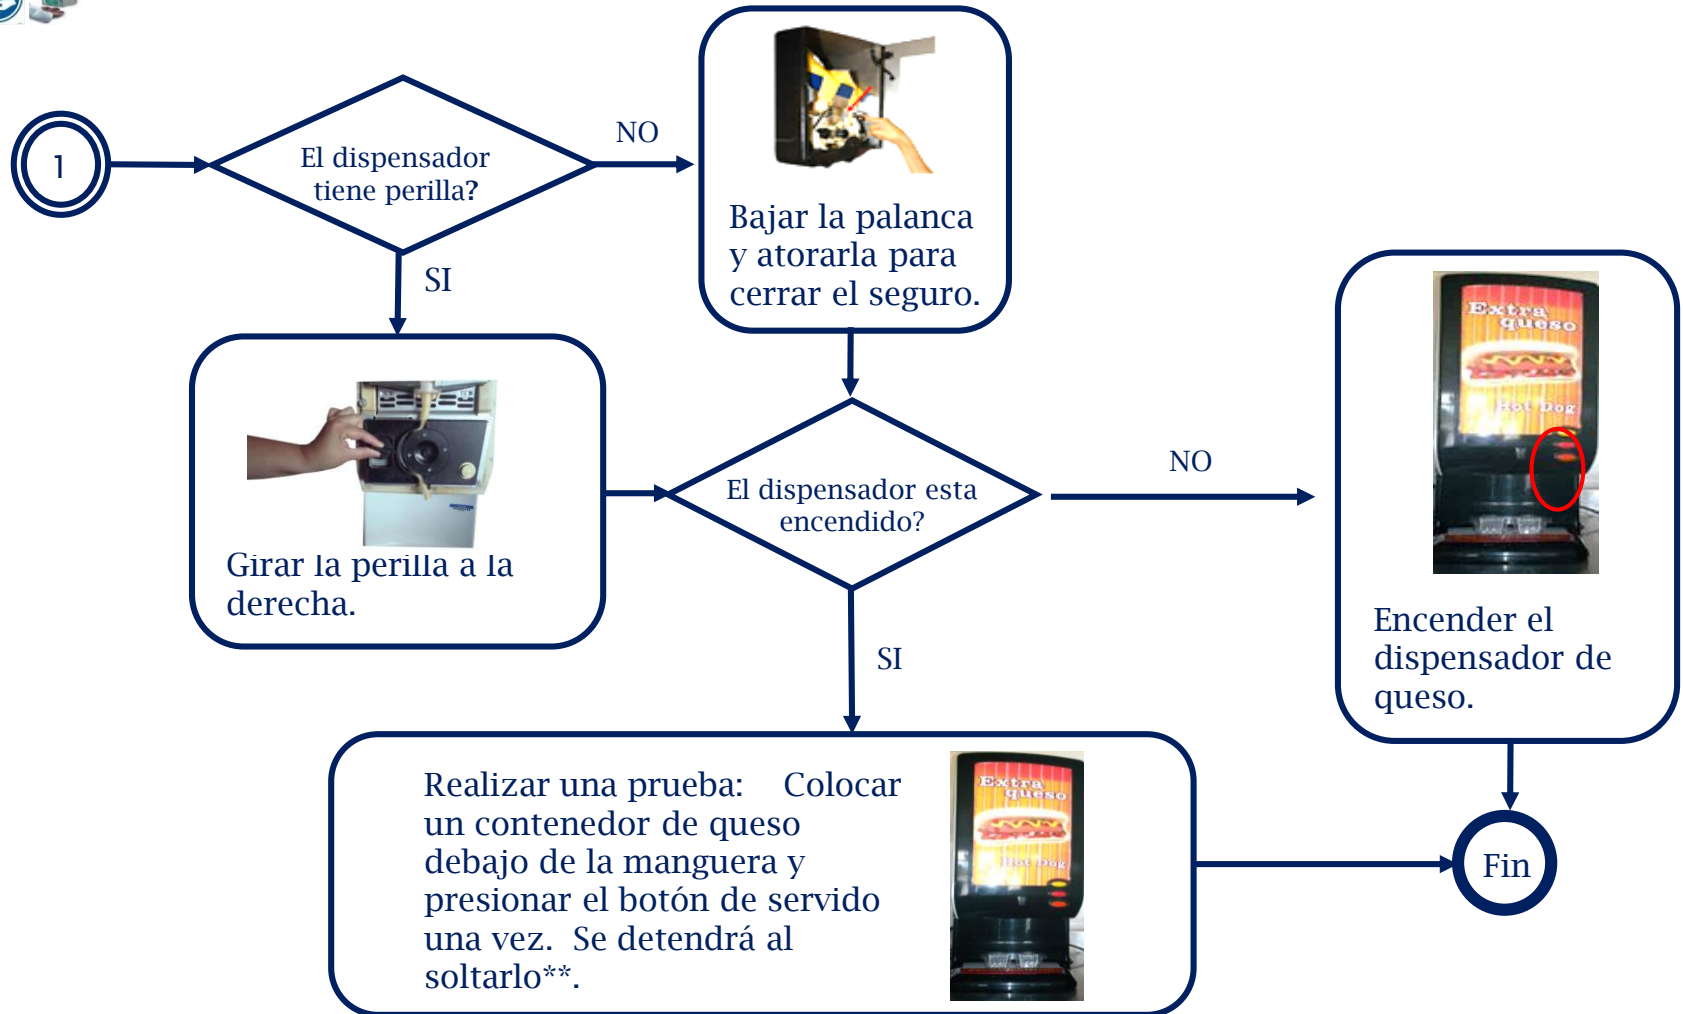 1
El dispensador
tiene perilla?
NO
SI
Bajar la palanca
y atorarla para
cerrar el seguro.
Girar la perilla a la
derecha.
El dispensador esta
encendido?
NO
SI
Extra
queso
Hot Dog
Encender el
dispensador de
queso.
Realizar una prueba: Colocar
un contenedor de queso
debajo de la manguera y
presionar el botón de servido
una vez. Se detendrá al
soltarlo**.
Extra
queso
Hot Dog
Fin